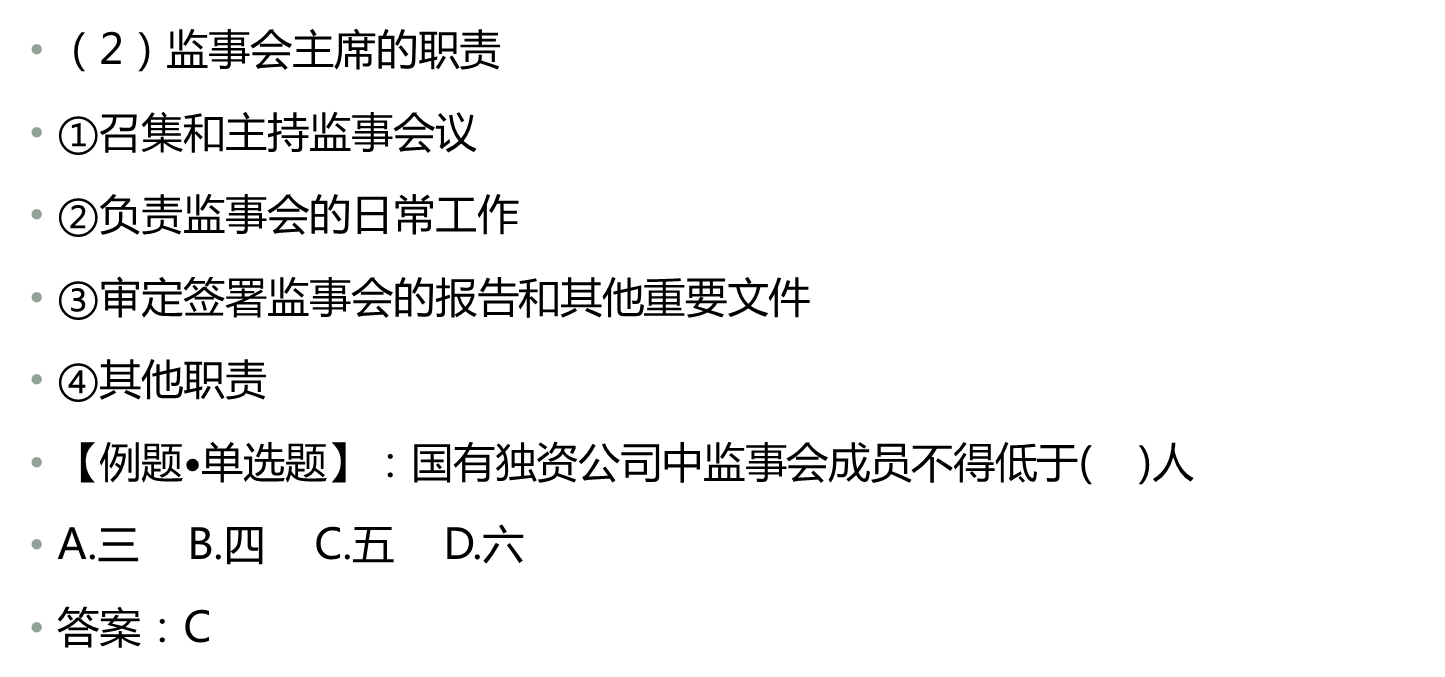 • （2）监事会主席的职责
• ①召集和主持监事会议
• ②负责监事会的日常工作
• ③审定签署监事会的报告和其他重要文件
• ④其他职责
• 【例题•单选题】：国有独资公司中监事会成员不得低于(    )人
• A.三    B.四    C.五    D.六
• 答案：C